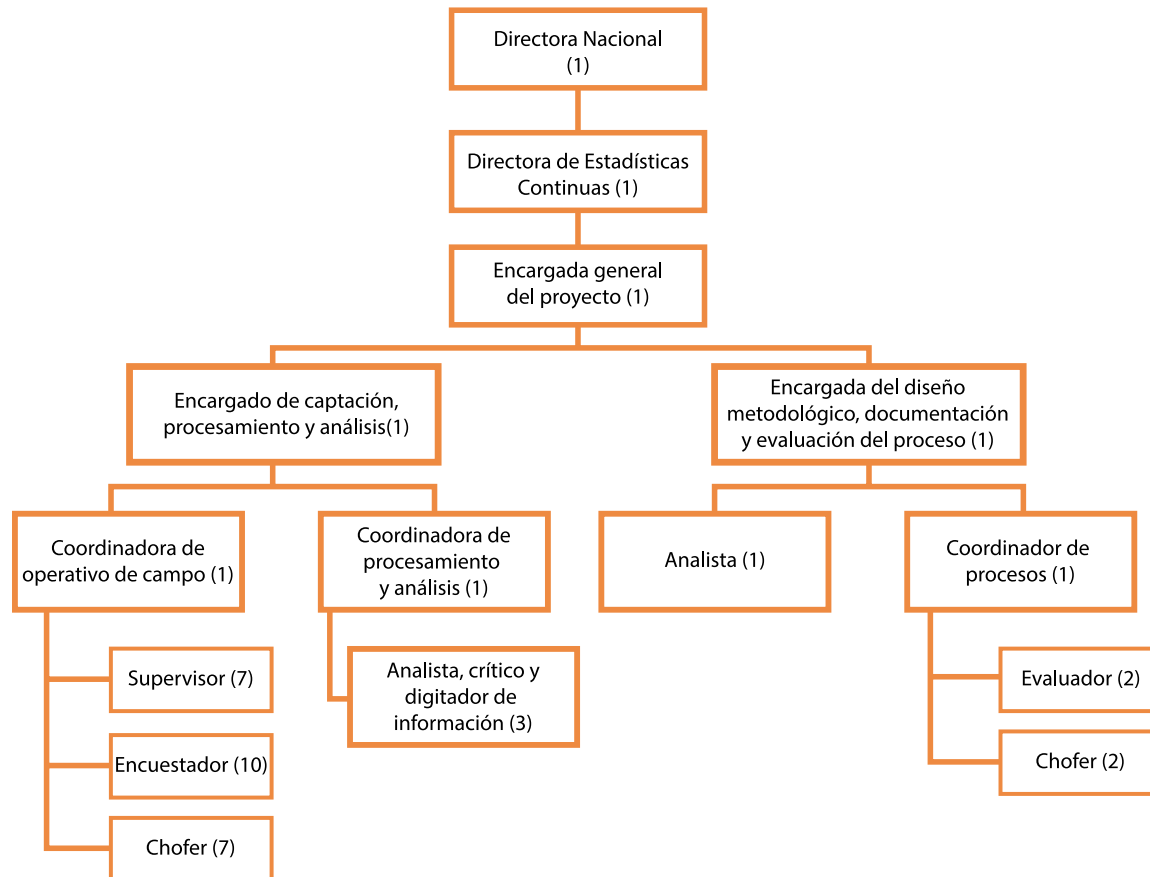 Directora Nacional
(1)
Directora de Estadísticas
Continuas (1)
Encargada general
del proyecto (1)
Encargado de captación,
procesamiento y análisis(1)
Encargada del diseño
metodológico, documentación
y evaluación del proceso (1)
Coordinadora de
operativo de campo (1)
Coordinadora de
procesamiento
y análisis (1)
Analista (1)
Coordinador de
procesos (1)
Supervisor (7)
Encuestador (10)
Chofer (7)
Analista, crítico y
digitador de
información (3)
Evaluador (2)
Chofer (2)